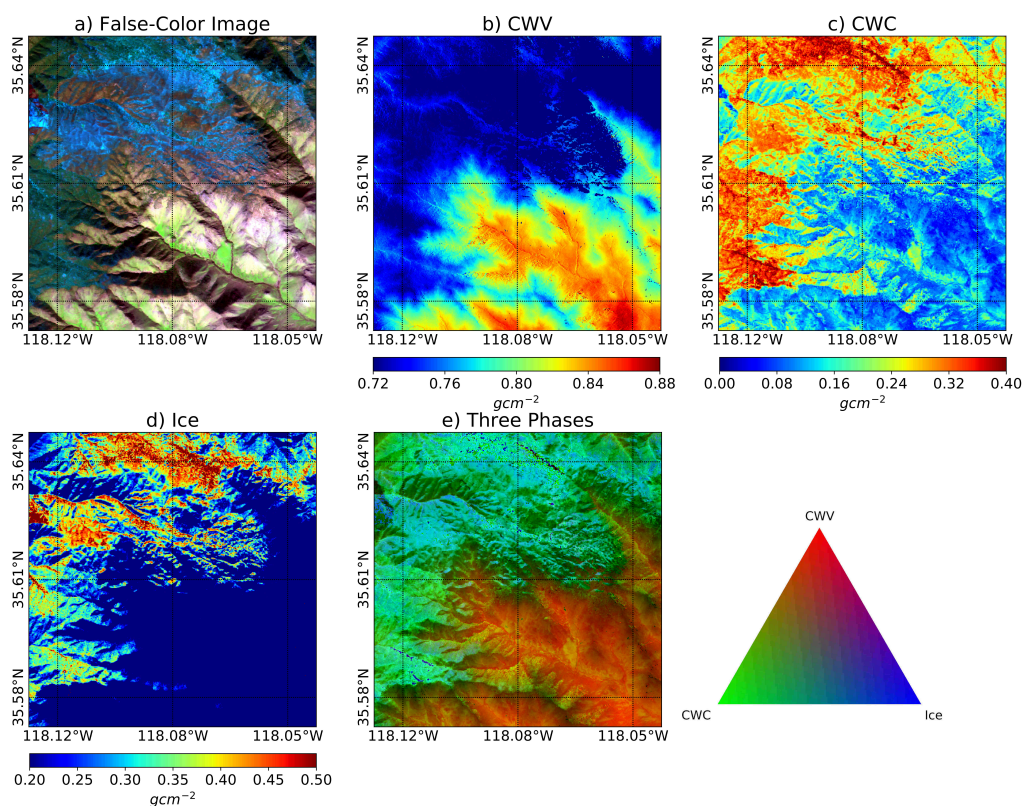 a) False-Color Image
b) CWV
c) CWC
35.64°N
35.61°N
35.58°N
35.64°N
35.61°N
35.58°N
35.64°N
35.61°N
35.58°N
118.12°W
118.08°W
118.05°W
118.12°W
118.08°W
118.05°W
118.12°W
118.08°W
118.05°W
0.72 0.76 0.80 0.84 0.88
gcm⁻²
0.00 0.08 0.16 0.24 0.32 0.40
gcm⁻²
d) Ice
e) Three Phases
35.64°N
35.61°N
35.58°N
35.64°N
35.61°N
35.58°N
118.12°W
118.08°W
118.05°W
118.12°W
118.08°W
118.05°W
CWV
CWC
Ice
0.20 0.25 0.30 0.35 0.40 0.45 0.50
gcm⁻²